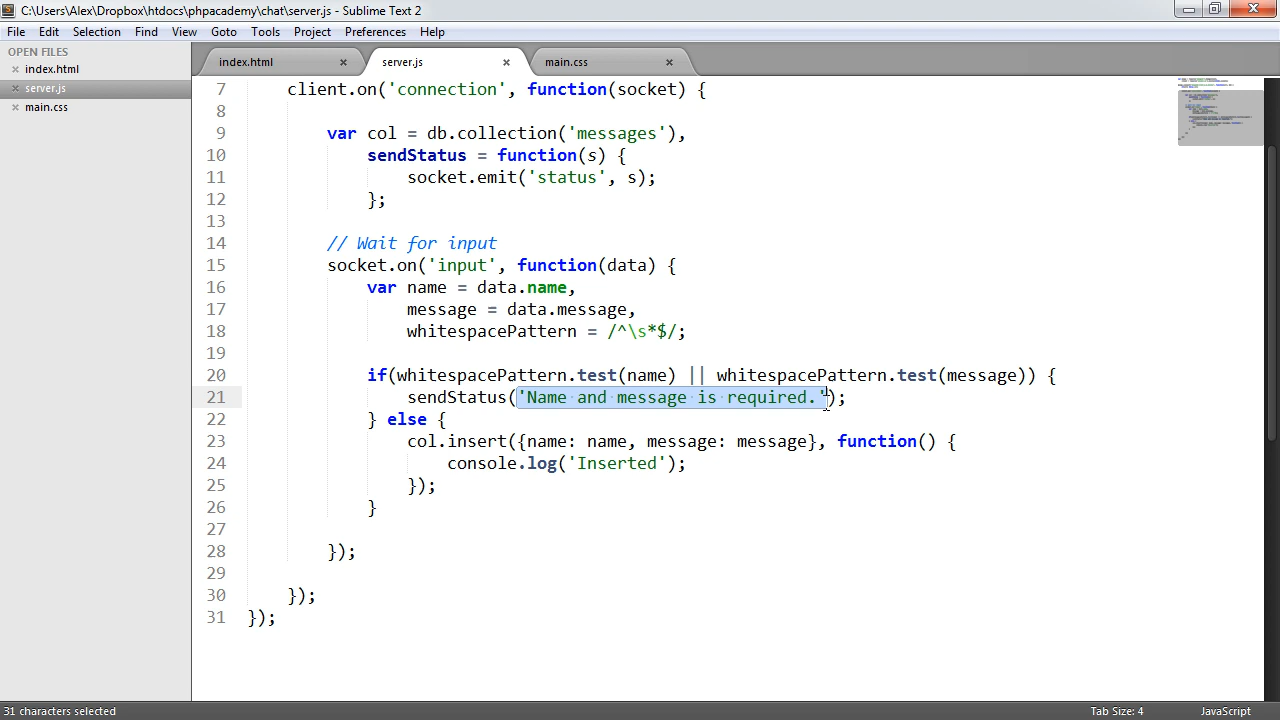 C:\Users\Alex\Dropbox\htdocs\phpacademy\chat\server.js - Sublime Text 2
File Edit Selection Find View Goto Tools Project Preferences Help
OPEN FILES
index.html
server.js
main.css
index.html server.js main.css
7 client.on('connection', function(socket) {
8
9 var col = db.collection('messages'),
10 sendStatus = function(s) {
11 socket.emit('status', s);
12 };
13
14 // Wait for input
15 socket.on('input', function(data) {
16 var name = data.name,
17 message = data.message,
18 whitespacePattern = /^\s*$/;
19
20 if(whitespacePattern.test(name) || whitespacePattern.test(message)) {
21 sendStatus('Name and message is required.');
22 } else {
23 col.insert({name: name, message: message}, function() {
24 console.log('Inserted');
25 });
26 }
27
28 });
29
30 });
31 });
31 characters selected
Tab Size: 4 JavaScript